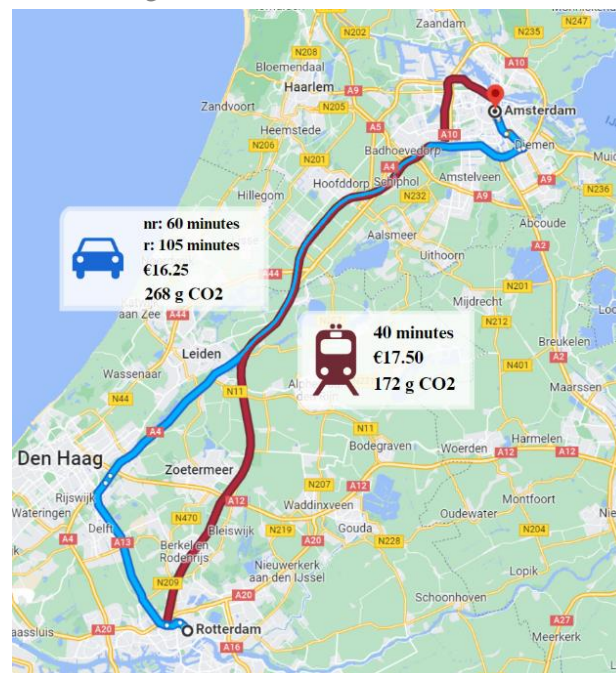 Zaandam
N247
N202
N235
N208
A10
Bloemendaal
Haarlem
A9
Amsterdam
Zandvoort
N205
A5
A10
Heemstede
Badhoevedorp
Diemen
N206
N201
A4
Schiphol
Hoofddorp
Amstelveen
A9
A9
N236
Hillegom
N232
Abcoude
Aalsmeer
A2
nr: 60 minutes
r: 105 minutes
€16.25
268 g CO2
Uithoorn
A44
N201
Mijdrecht
aan Zee
A44
N212
40 minutes
€17.50
172 g CO2
Breukelen
Leiden
N401
A2
Wassenaar
Maarssen
N44
N11
N11
A4
Bodegraven
Woerden
Harmelen
Den Haag
Zoetermeer
A12
A12
N207
Rijswijk
A12
Montfoort
Wateringen
Waddinxveen
N470
Bleiswijk
Oudewater
Delft
N219
Gouda
N204
A4
A13
A20
N228
Berkel en
Rodenrijs
Nieuwerkerk
aan den IJssel
Lopik
N209
A20
Schoonhoven
A20
Rotterdam
A27
A16
Meerkerk